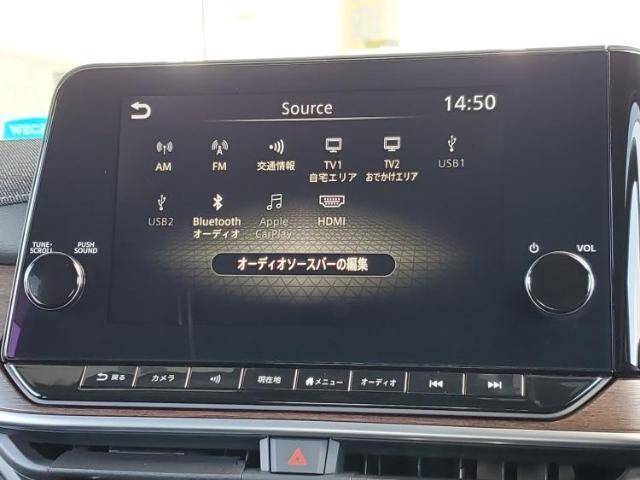 WEC
Source 14:50
AM FM 交通情報 TV1 TV2 USB1
自宅エリア おでかけエリア
USB2 Bluetooth Apple HDMI
オーディオ CarPlay
オーディオソースバーの編集
TUNE・ PUSH
SCROLL SOUND
VOL
戻る カメラ 現在地 メニュー オーディオ